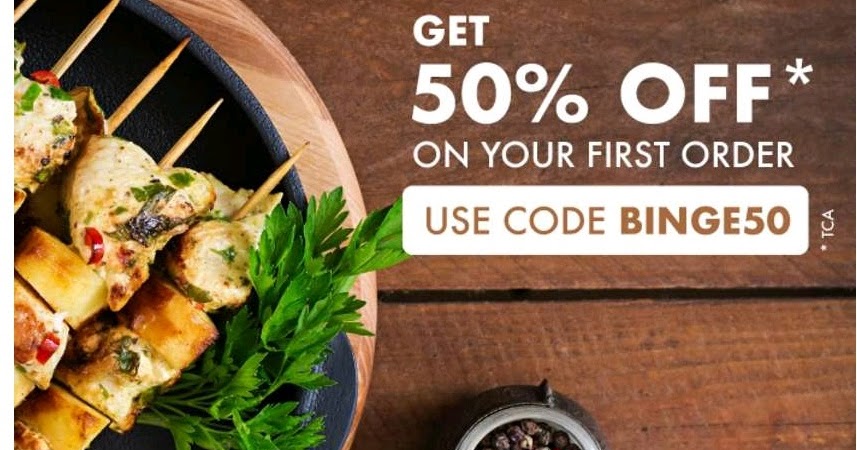 GET
50% OFF*
ON YOUR FIRST ORDER
USE CODE BINGE50
* TCA